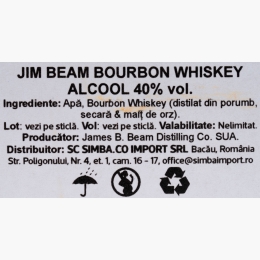 JIM BEAM BOURBON WHISKEY
ALCOOL 40% vol.
Ingrediente: Apă, Bourbon Whiskey (distilat din porumb,
secară & malț de orz).
Lot: vezi pe sticlă. Vol: vezi pe sticlă. Valabilitate: Nelimitat.
Producător: James B. Beam Distilling Co. SUA.
Distribuitor: SC SIMBA.CO IMPORT SRL Bacău, România
Str. Poligonului, Nr. 4, et. 1, cam. 16 - 17, office@simbaimport.ro